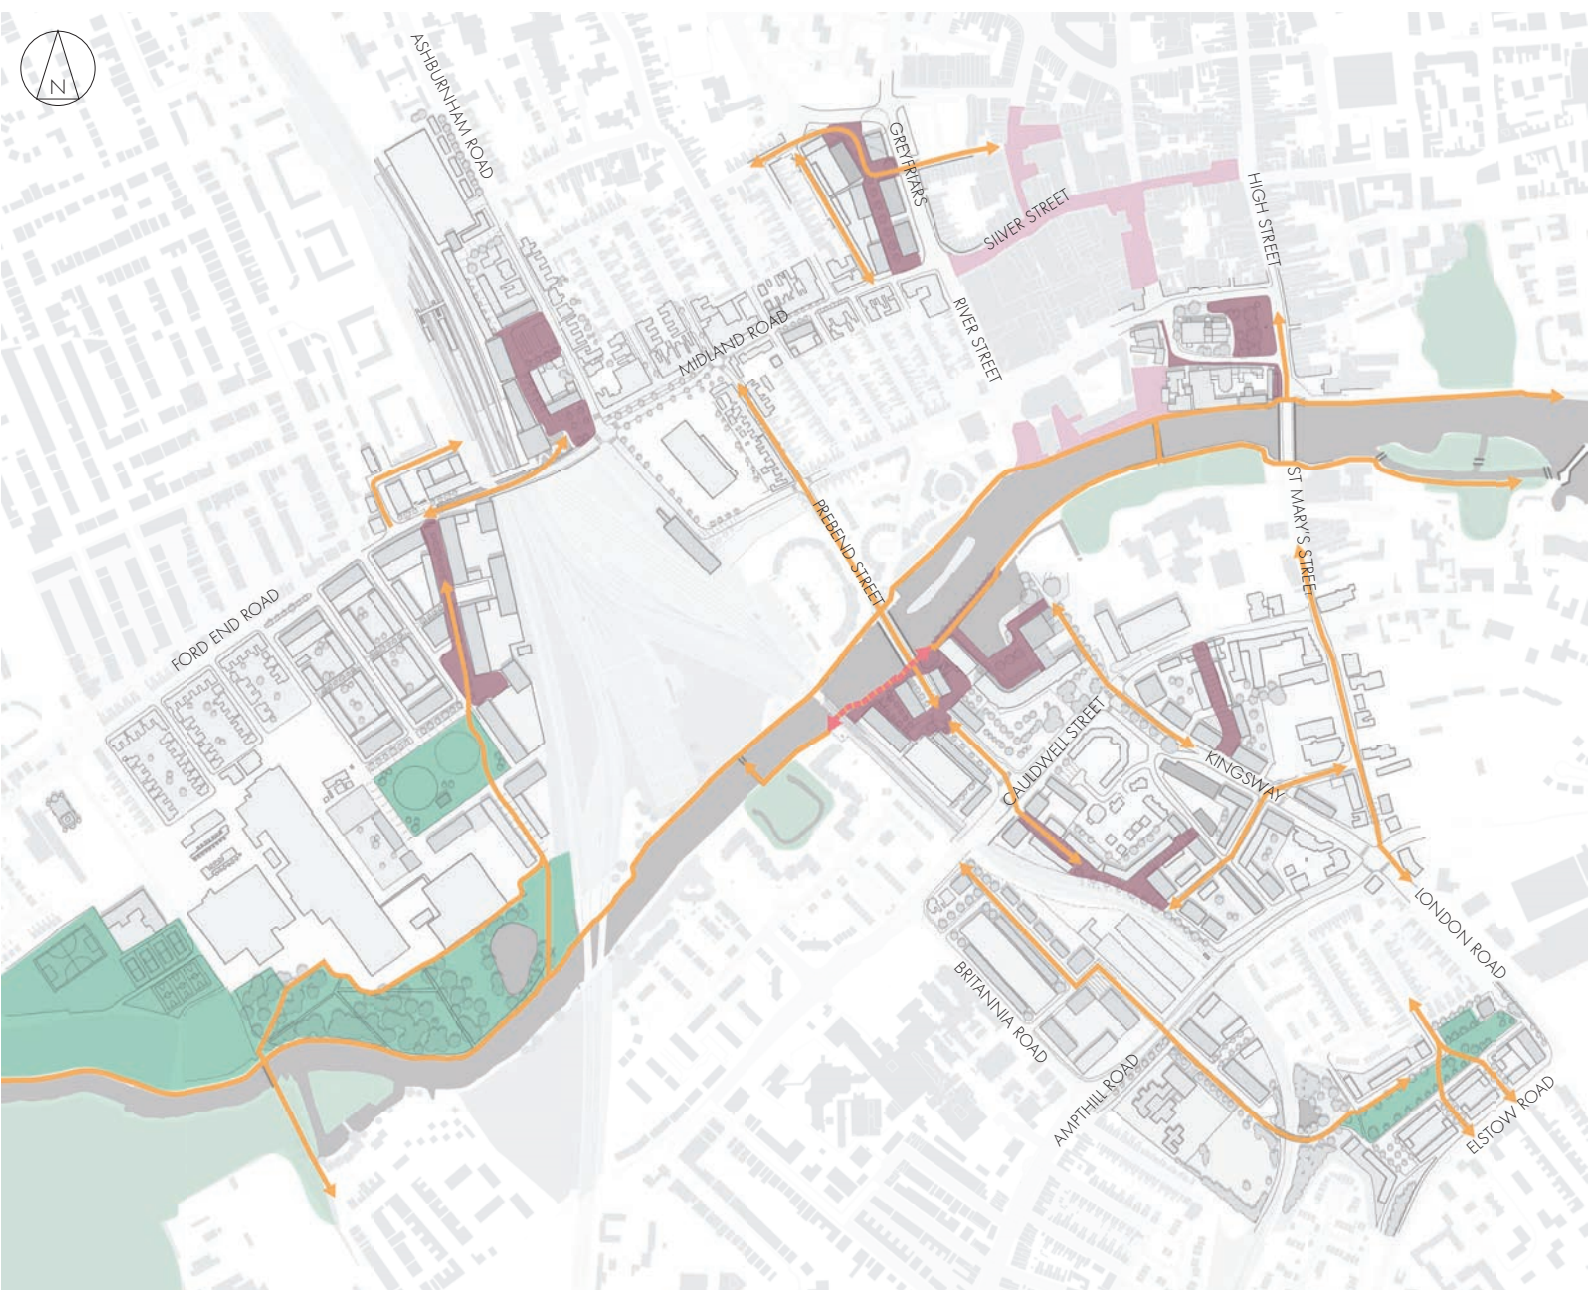 N
ASHBURNHAM ROAD
GREYFRIARS
SILVER STREET
HIGH STREET
MIDLAND ROAD
RIVER STREET
PREBEND STREET
ST MARY'S STREET
FORD END ROAD
CAULDWELL STREET
KINGSWAY
LONDON ROAD
BRITANNIA ROAD
AMPTHILL ROAD
ELSTOW ROAD